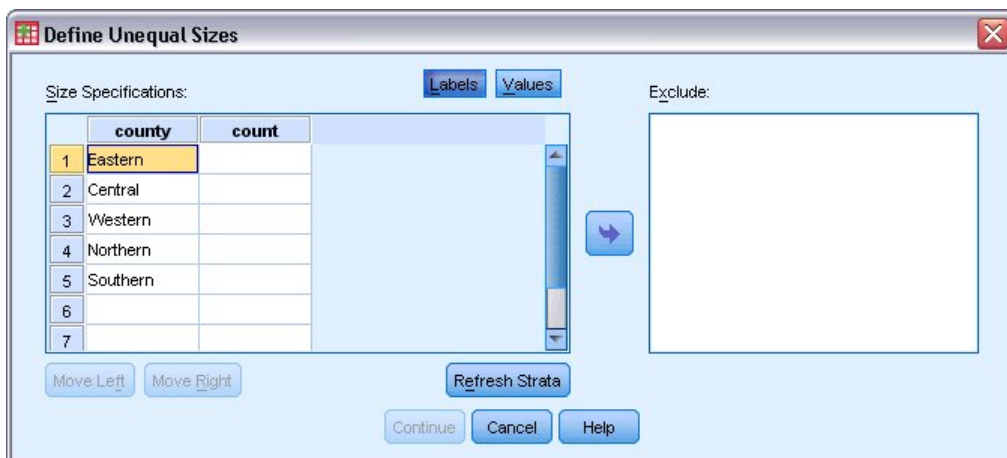 Define Unequal Sizes
Size Specifications:
Labels
Values
Exclude:
county count
1 Eastern
2 Central
3 Western
4 Northern
5 Southern
6
7
Move Left
Move Right
Refresh Strata
Continue
Cancel
Help